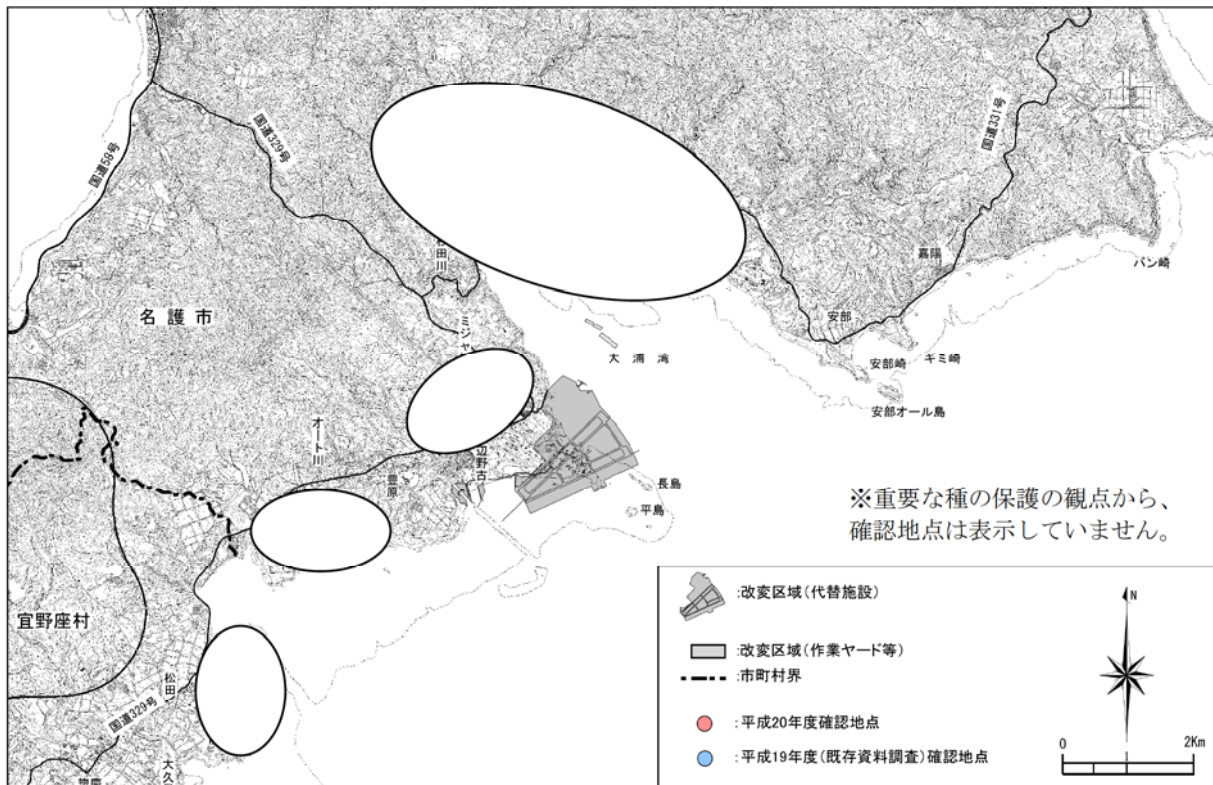 国道58号
国道329号
国道331号
田川
嘉陽
バン崎
名護市
ミジャ
大浦湾
安部
安部崎
ギミ崎
安部オール島
オート川
豊原
辺野古
長島
平島
※重要な種の保護の観点から、
確認地点は表示していません。
宜野座村
松田
国道329号
大久
:改変区域(代替施設)
:改変区域(作業ヤード等)
:市町村界
:平成20年度確認地点
:平成19年度(既存資料調査)確認地点
N
0 2Km